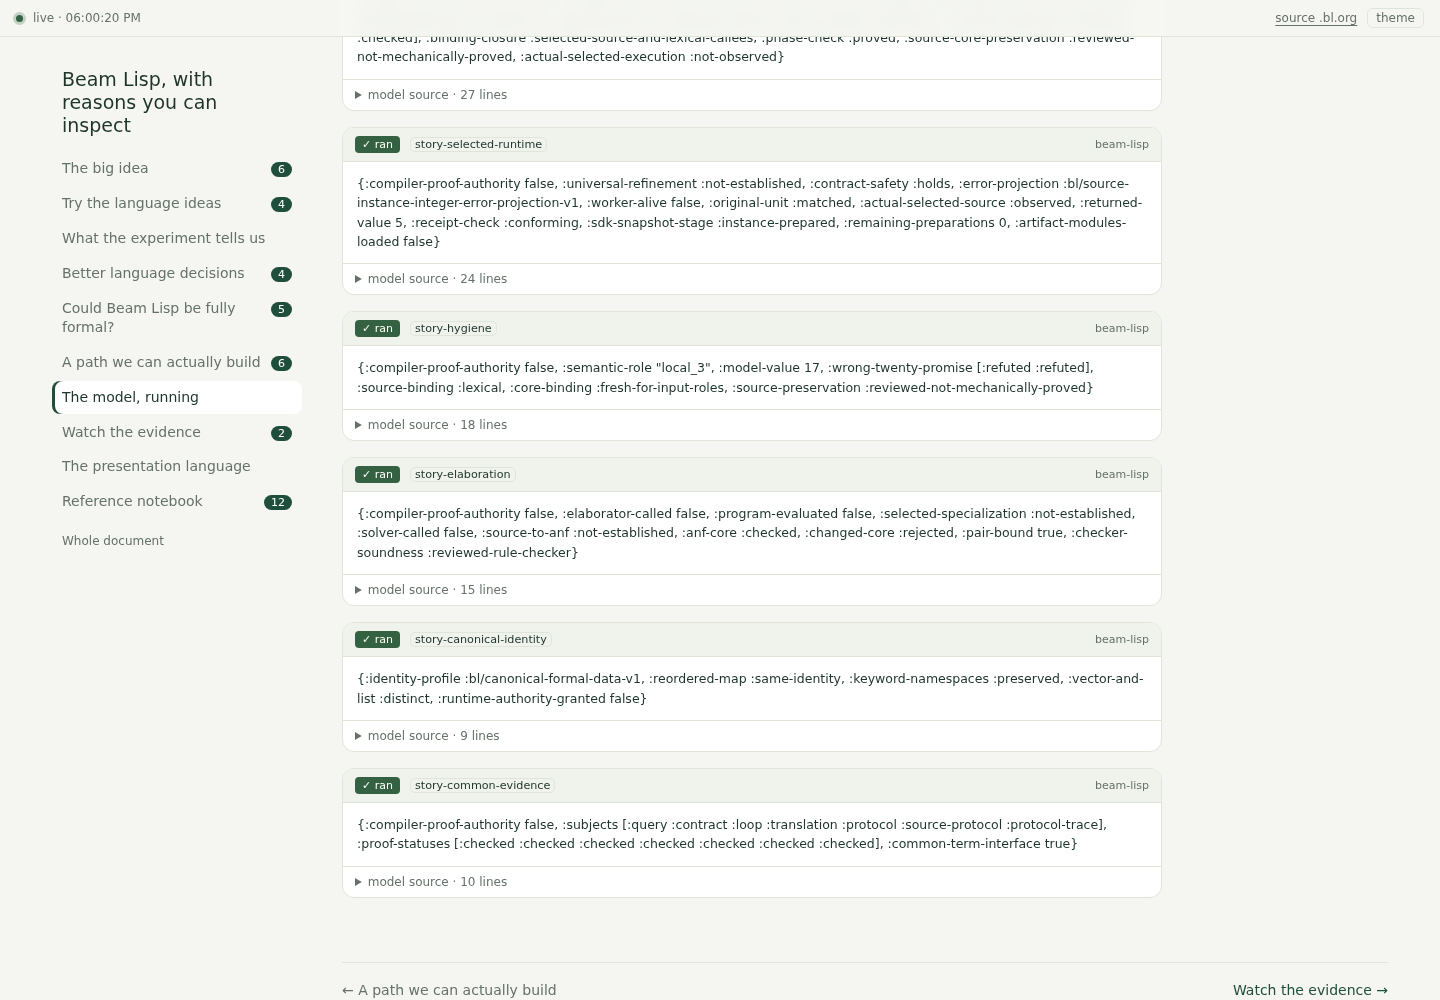 live · 06:00:20 PM
source .bl.org
theme
Beam Lisp, with
reasons you can
inspect
The big idea 6
Try the language ideas 4
What the experiment tells us
Better language decisions 4
Could Beam Lisp be fully 5
formal?
A path we can actually build 6
The model, running
Watch the evidence 2
The presentation language
Reference notebook 12
Whole document
:checked], :binding-closure :selected-source-and-lexical-callees, :phase-check :proved, :source-core-preservation :reviewed-
not-mechanically-proved, :actual-selected-execution :not-observed}
▶ model source · 27 lines
✓ ran story-selected-runtime beam-lisp
{:compiler-proof-authority false, :universal-refinement :not-established, :contract-safety :holds, :error-projection :bl/source-
instance-integer-error-projection-v1, :worker-alive false, :original-unit :matched, :actual-selected-source :observed, :returned-
value 5, :receipt-check :conforming, :sdk-snapshot-stage :instance-prepared, :remaining-preparations 0, :artifact-modules-
loaded false}
▶ model source · 24 lines
✓ ran story-hygiene beam-lisp
{:compiler-proof-authority false, :semantic-role "local_3", :model-value 17, :wrong-twenty-promise [:refuted :refuted],
:source-binding :lexical, :core-binding :fresh-for-input-roles, :source-preservation :reviewed-not-mechanically-proved}
▶ model source · 18 lines
✓ ran story-elaboration beam-lisp
{:compiler-proof-authority false, :elaborator-called false, :program-evaluated false, :selected-specialization :not-established,
:solver-called false, :source-to-anf :not-established, :anf-core :checked, :changed-core :rejected, :pair-bound true, :checker-
soundness :reviewed-rule-checker}
▶ model source · 15 lines
✓ ran story-canonical-identity beam-lisp
{:identity-profile :bl/canonical-formal-data-v1, :reordered-map :same-identity, :keyword-namespaces :preserved, :vector-and-
list :distinct, :runtime-authority-granted false}
▶ model source · 9 lines
✓ ran story-common-evidence beam-lisp
{:compiler-proof-authority false, :subjects [:query :contract :loop :translation :protocol :source-protocol :protocol-trace],
:proof-statuses [:checked :checked :checked :checked :checked :checked :checked], :common-term-interface true}
▶ model source · 10 lines
← A path we can actually build
Watch the evidence →